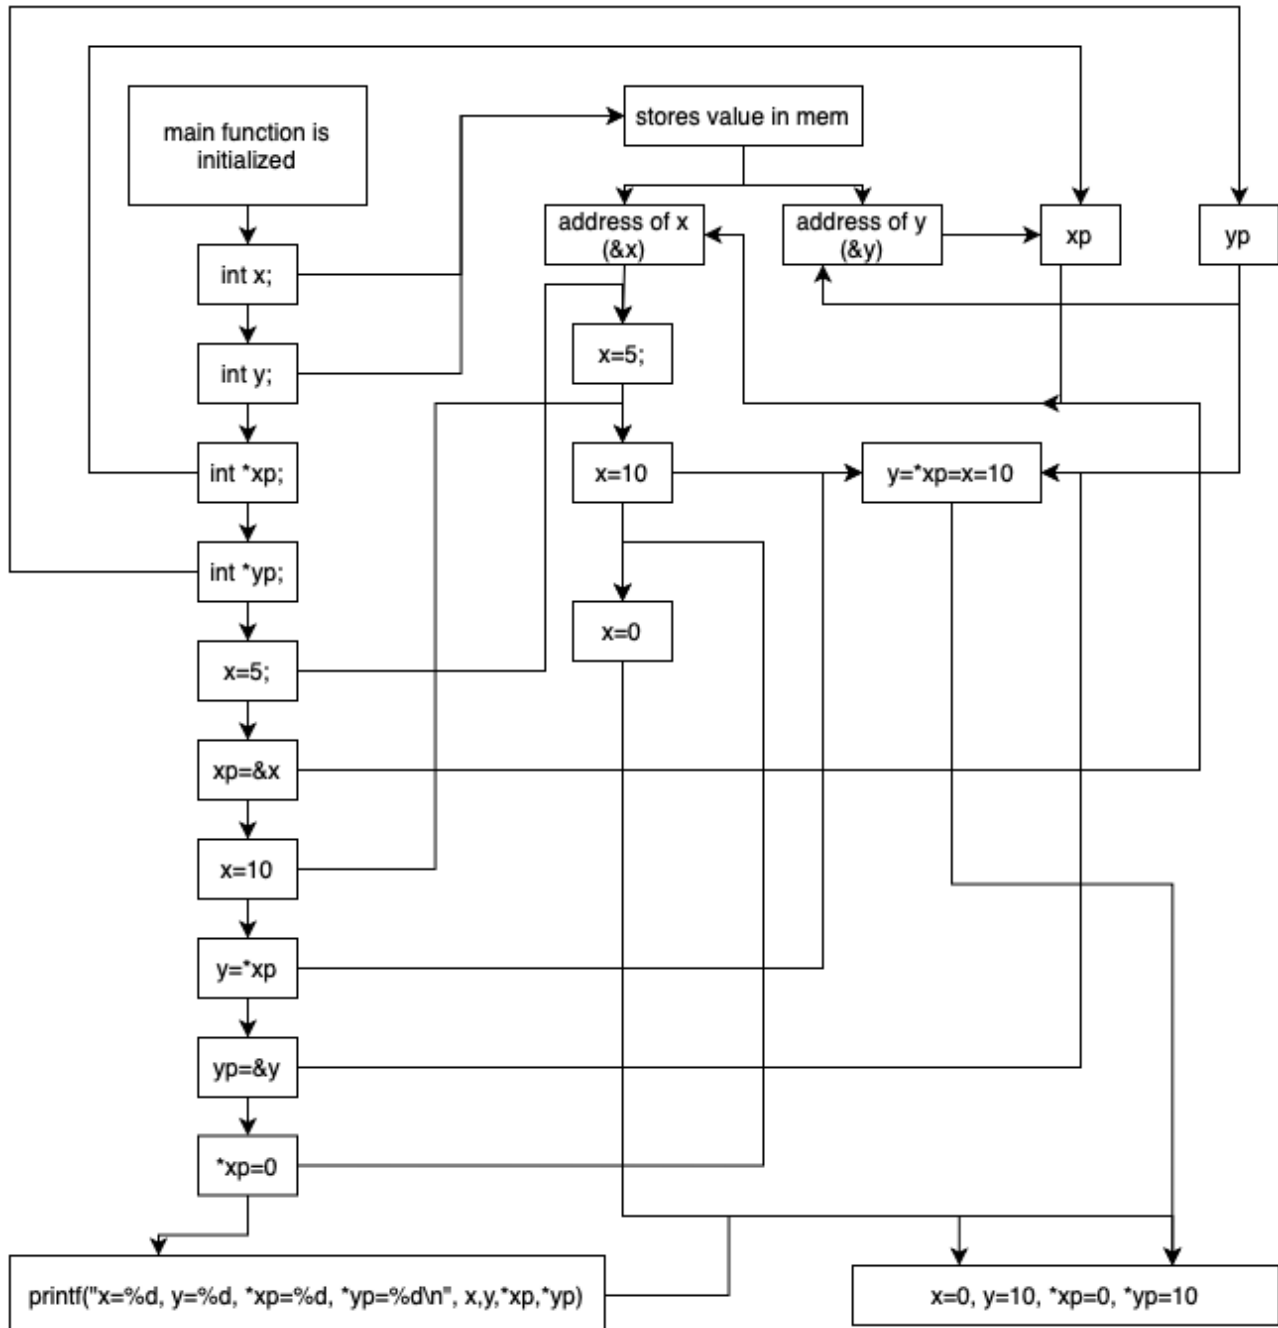 main function is
initialized
stores value in mem
address of x
(&x)
address of y
(&y)
xp
yp
int x;
int y;
x=5;
int *xp;
x=10
y=*xp=x=10
int *yp;
x=0
x=5;
xp=&x
x=10
y=*xp
yp=&y
*xp=0
printf("x=%d, y=%d, *xp=%d, *yp=%d\n", x,y,*xp,*yp)
x=0, y=10, *xp=0, *yp=10